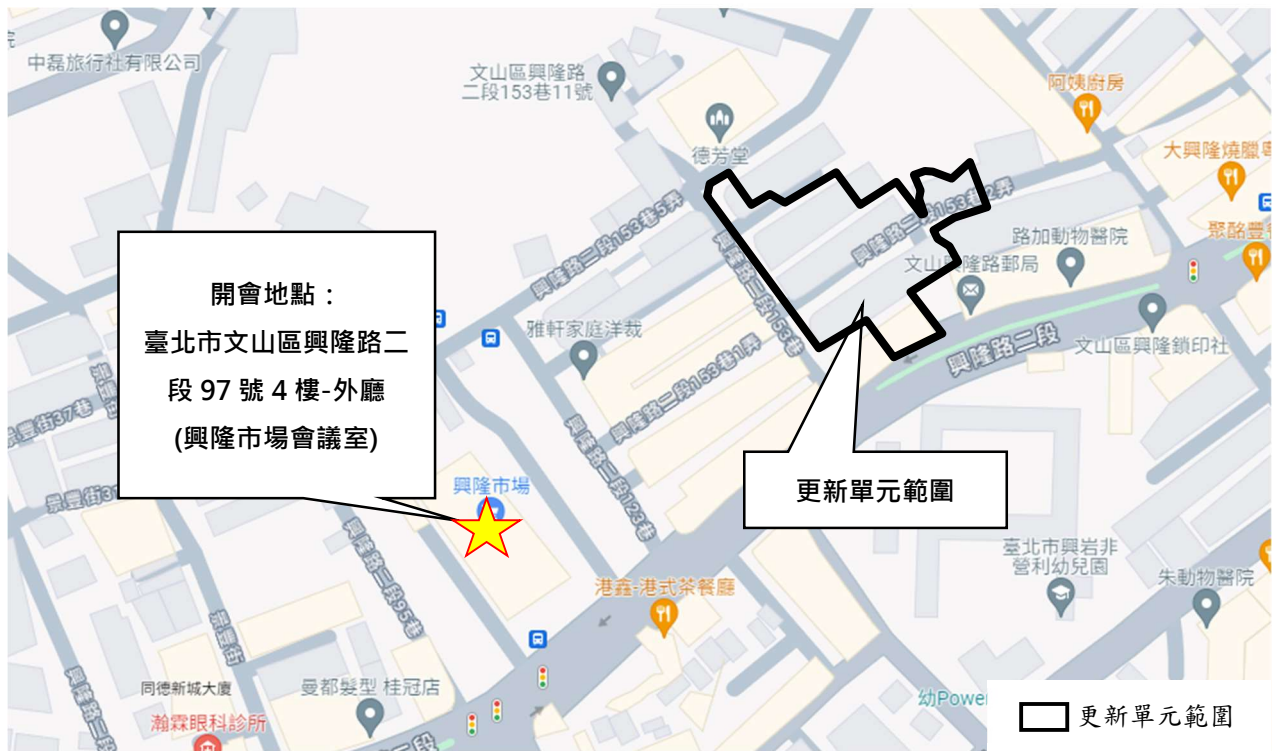 中磊旅行社有限公司
文山區興隆路
二段153巷11號
德芳堂
阿姨廚房
大興隆燒臘粵
聚酩豐
興隆路二段153巷5弄
興隆路二段153巷2弄
路加動物醫院
文山興隆路郵局
興隆路二段153巷
開會地點：
臺北市文山區興隆路二
段 97 號 4 樓-外廳
(興隆市場會議室)
雅軒家庭洋裁
興隆路二段
文山區興隆鎖印社
興隆路二段153巷1弄
景豐街37巷
興隆路二段123巷
更新單元範圍
興隆市場
臺北市興岩非
營利幼兒園
朱動物醫院
港鑫-港式茶餐廳
興隆路二段95巷
景豐街
同德新城大廈
曼都髮型 桂冠店
瀚霖眼科診所
幼Powe
更新單元範圍